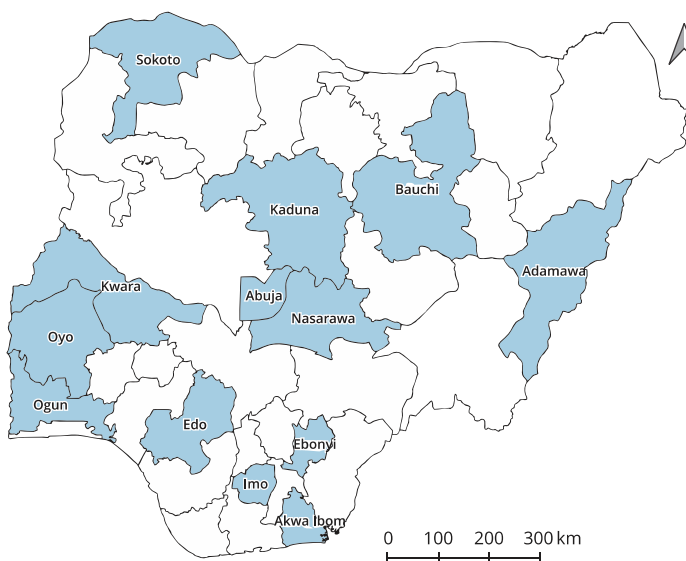 Sokoto
Kaduna
Bauchi
Adamawa
Kwara
Abuja
Nasarawa
Oyo
Ogun
Edo
Ebonyi
Imo
Akwa Ibom
0 100 200 300 km